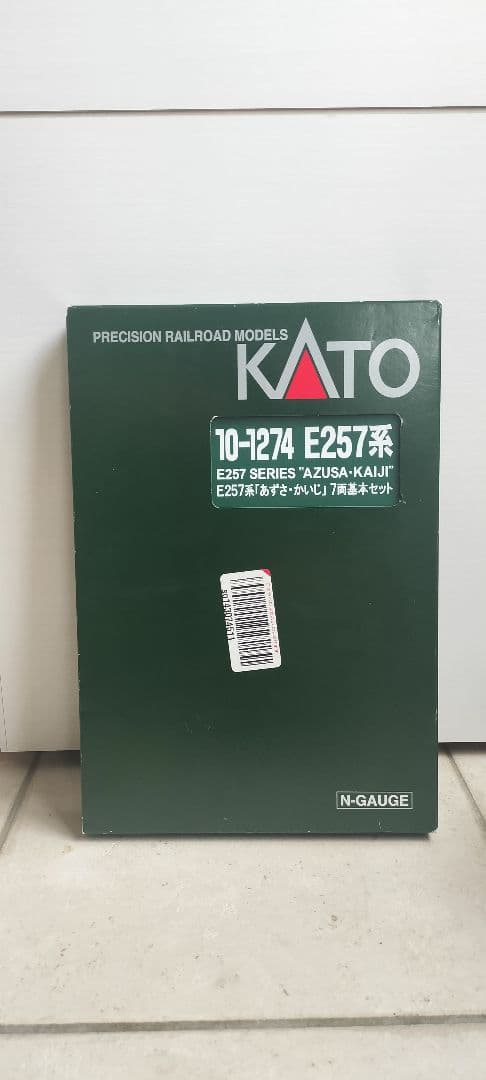 PRECISION RAILROAD MODELS
KATO
10-1274 E257系
E257 SERIES "AZUSA・KAIJI"
E257系「あずさ・かいじ」7両基本セット
N-GAUGE